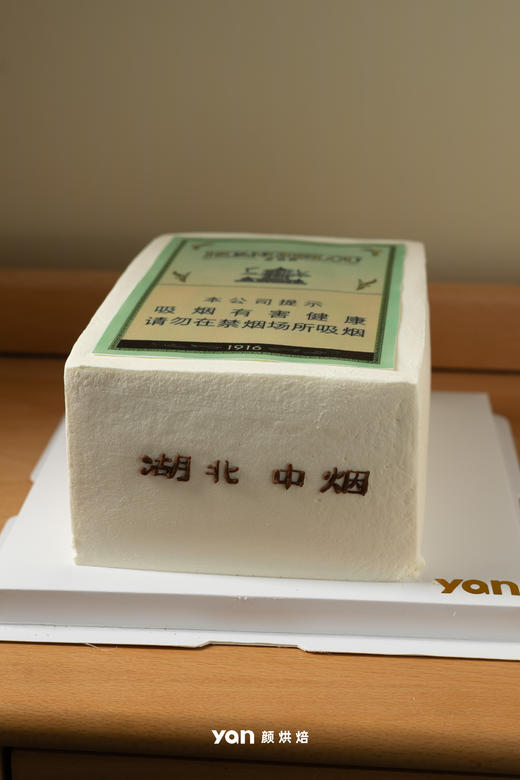 本公司提示
吸烟有害健康
请勿在禁烟场所吸烟
1916
湖北中烟
yan
yan 颜烘焙